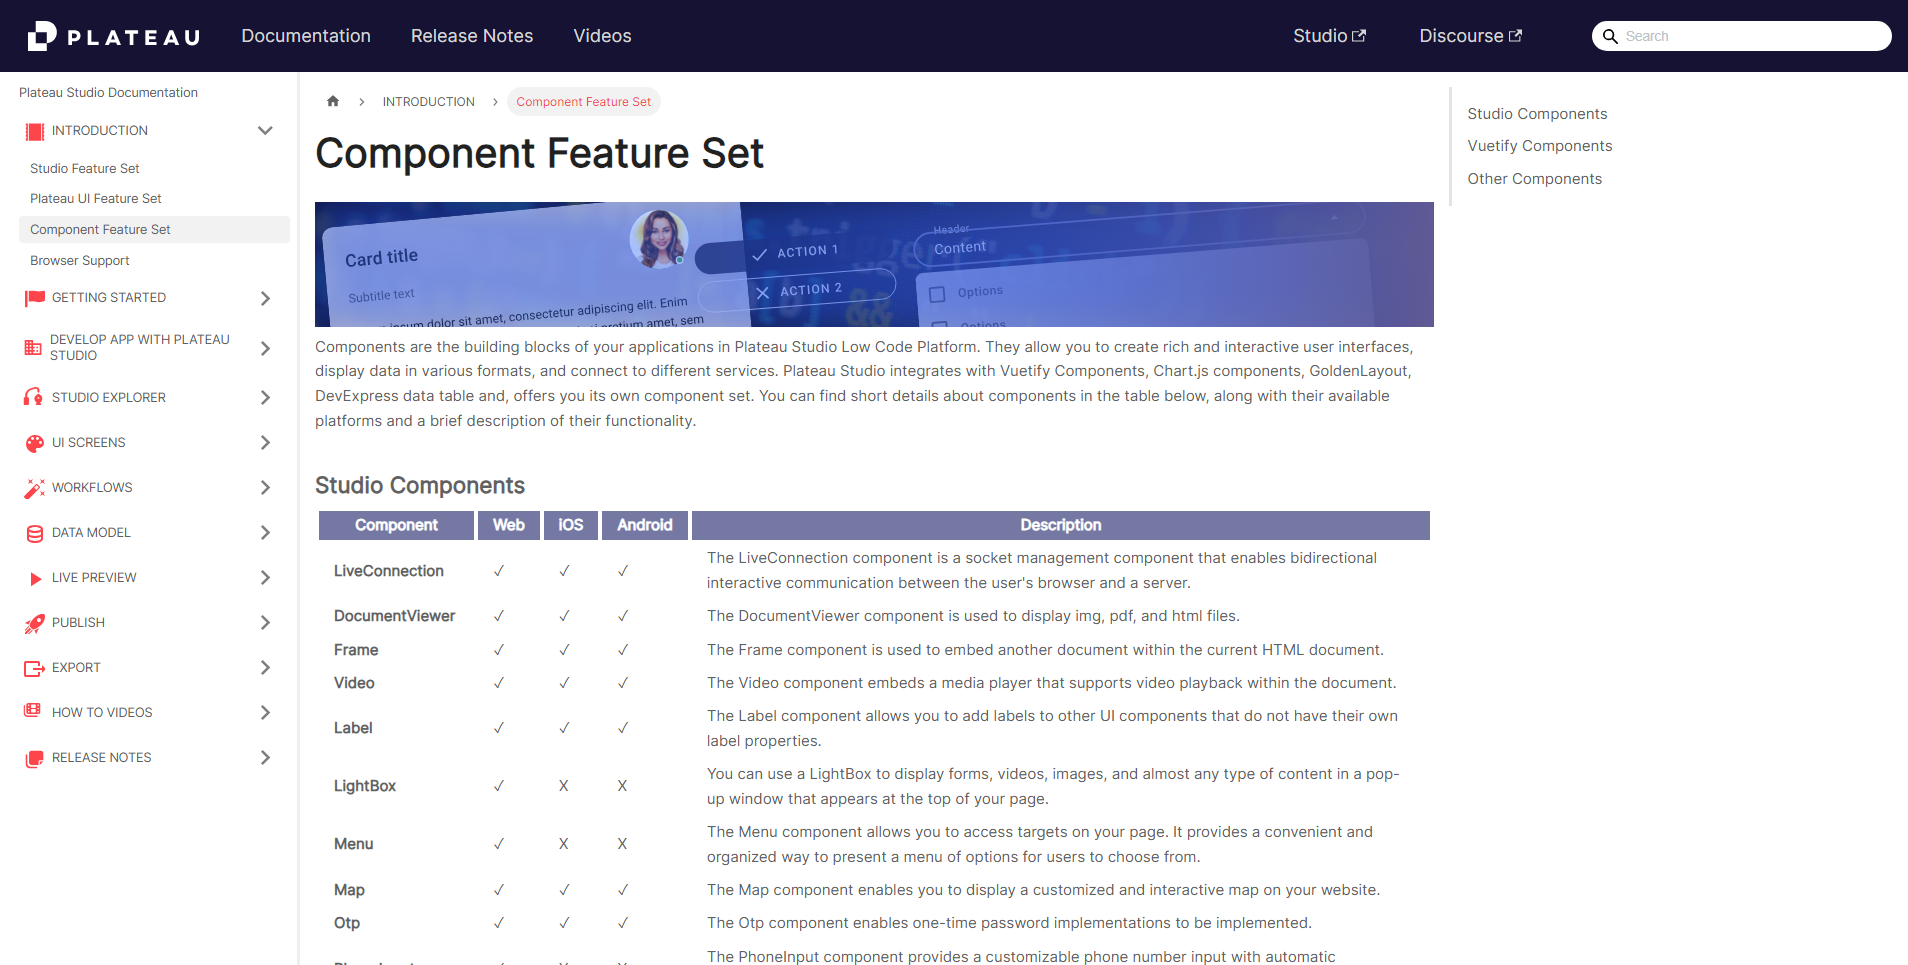 PLATEAU
Documentation
Release Notes
Videos
Studio
Discourse
Search
Plateau Studio Documentation
INTRODUCTION
Studio Feature Set
Plateau UI Feature Set
Component Feature Set
Browser Support
GETTING STARTED
DEVELOP APP WITH PLATEAU
STUDIO
STUDIO EXPLORER
UI SCREENS
WORKFLOWS
DATA MODEL
LIVE PREVIEW
PUBLISH
EXPORT
HOW TO VIDEOS
RELEASE NOTES
INTRODUCTION
Component Feature Set
Component Feature Set
Card title
Subtitle text
dolor sit amet, consectetur adipiscing elit. Enim
pretium amet, sem
ACTION 1
ACTION 2
Header
Content
Options
Options
Components are the building blocks of your applications in Plateau Studio Low Code Platform. They allow you to create rich and interactive user interfaces,
display data in various formats, and connect to different services. Plateau Studio integrates with Vuetify Components, Chart.js components, GoldenLayout,
DevExpress data table and, offers you its own component set. You can find short details about components in the table below, along with their available
platforms and a brief description of their functionality.
Studio Components
Component Web iOS Android Description
LiveConnection ✓ ✓ ✓ The LiveConnection component is a socket management component that enables bidirectional
interactive communication between the user's browser and a server.
DocumentViewer ✓ ✓ ✓ The DocumentViewer component is used to display img, pdf, and html files.
Frame ✓ ✓ ✓ The Frame component is used to embed another document within the current HTML document.
Video ✓ ✓ ✓ The Video component embeds a media player that supports video playback within the document.
Label ✓ ✓ ✓ The Label component allows you to add labels to other UI components that do not have their own
label properties.
LightBox ✓ X X You can use a LightBox to display forms, videos, images, and almost any type of content in a pop-
up window that appears at the top of your page.
Menu ✓ X X The Menu component allows you to access targets on your page. It provides a convenient and
organized way to present a menu of options for users to choose from.
Map ✓ ✓ ✓ The Map component enables you to display a customized and interactive map on your website.
Otp ✓ ✓ ✓ The Otp component enables one-time password implementations to be implemented.
The PhoneInput component provides a customizable phone number input with automatic
Studio Components
Vuetify Components
Other Components